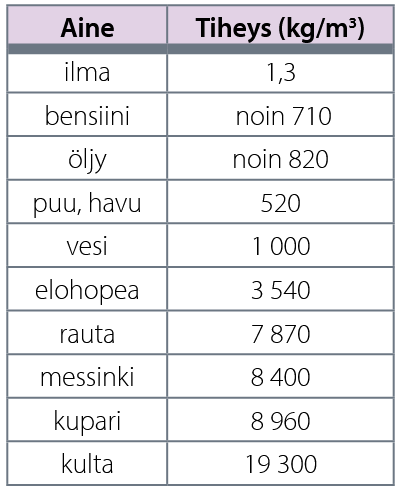 Aine Tiheys (kg/m³)
ilma 1,3
bensiini noin 710
öljy noin 820
puu, havu 520
vesi 1 000
elohopea 3 540
rauta 7 870
messinki 8 400
kupari 8 960
kulta 19 300